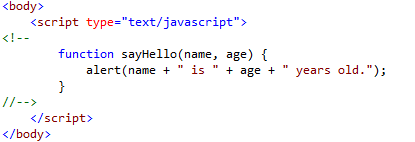 <body>
    <script type="text/javascript">
<!--
        function sayHello(name, age) {
            alert(name + " is " + age + " years old.");
        }
//-->
    </script>
</body>